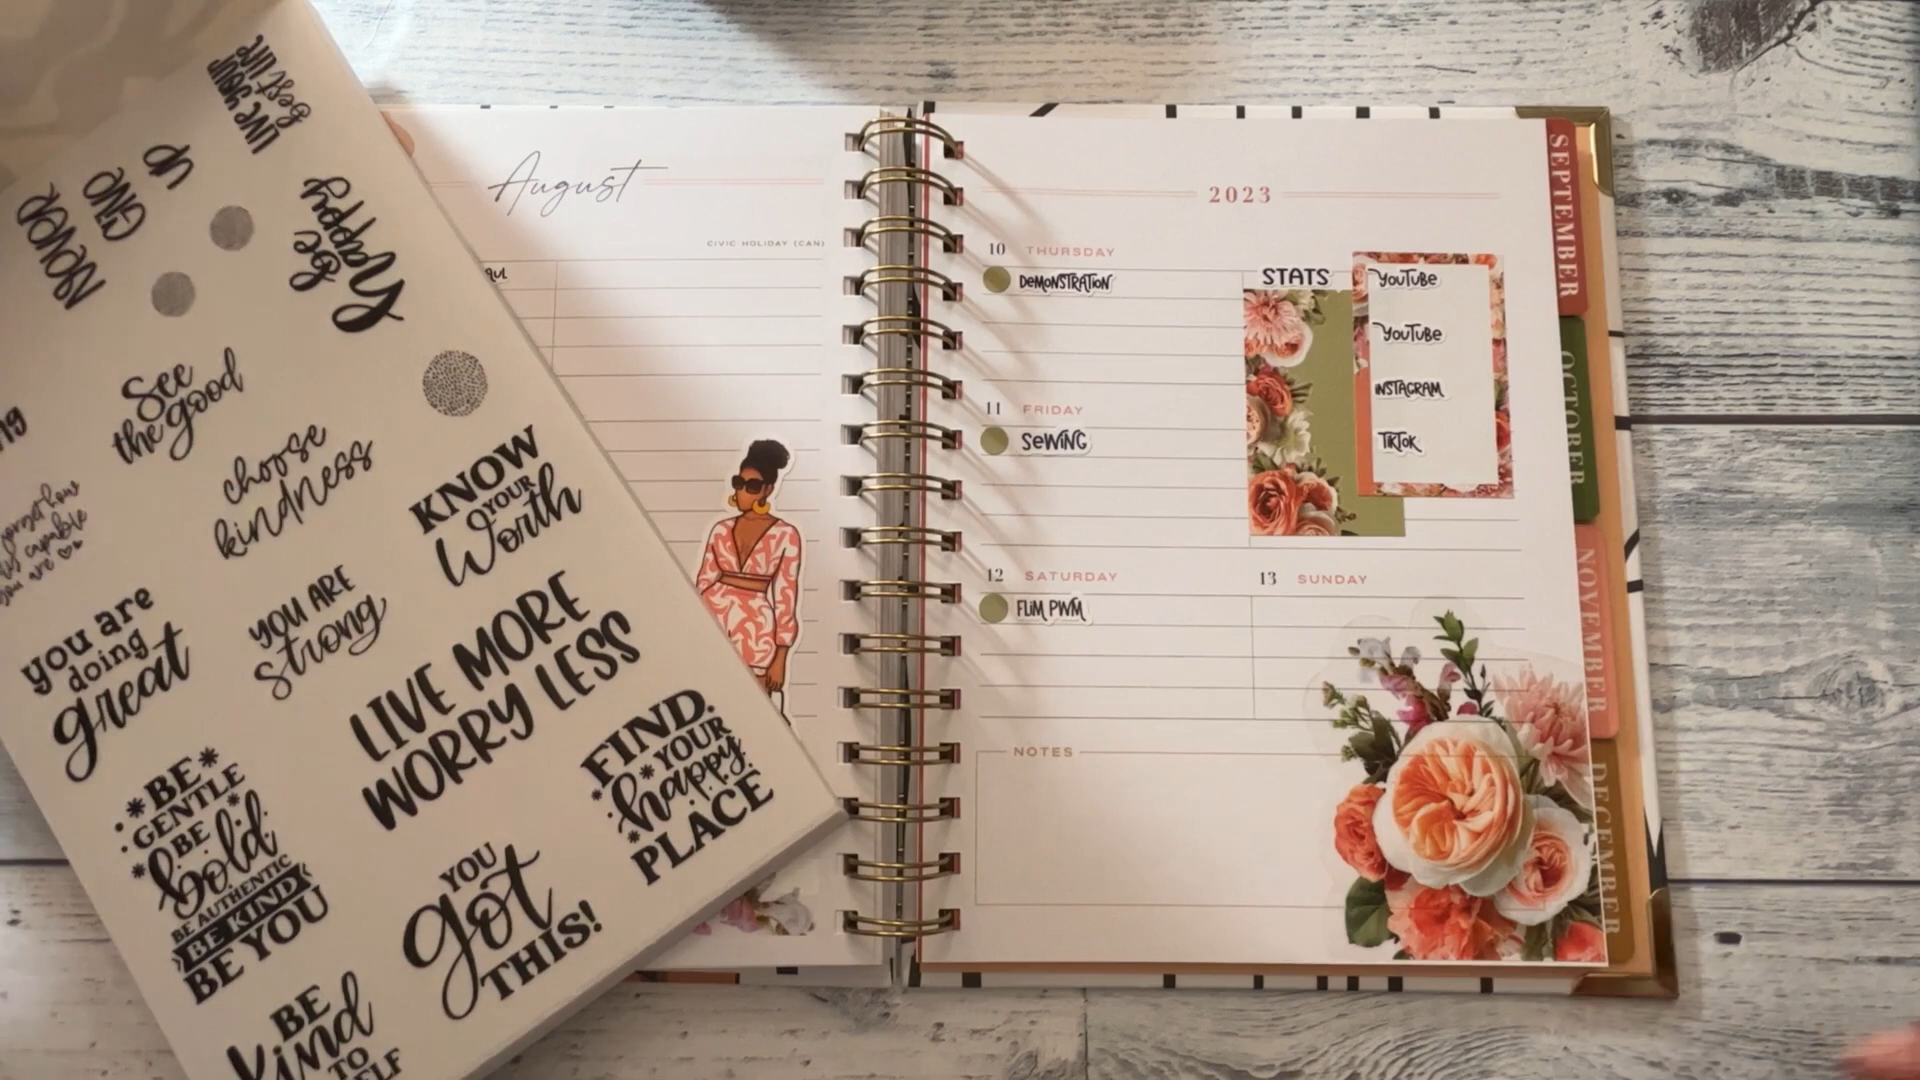 LIVE YOUR
best LIFE
NEVER
GIVE
UP
be
Happy
See
the good
choose
kindness
KNOW
YOUR
Worth
you are
doing
great
YOU ARE
strong
LIVE MORE
WORRY LESS
BE
GENTLE
BE
bold
BE AUTHENTIC
BE KIND
BE YOU
FIND.
YOUR
happy
PLACE
YOU
got
THIS!
BE
kind
TO
August
CIVIC HOLIDAY (CAN)
2023
10 THURSDAY
DEMONSTRATION
STATS
YOUTUBE
YOUTUBE
INSTAGRAM
TIKTOK
11 FRIDAY
SEWING
12 SATURDAY
FLIM PWM
13 SUNDAY
NOTES
SEPTEMBER
OCTOBER
NOVEMBER
DECEMBER